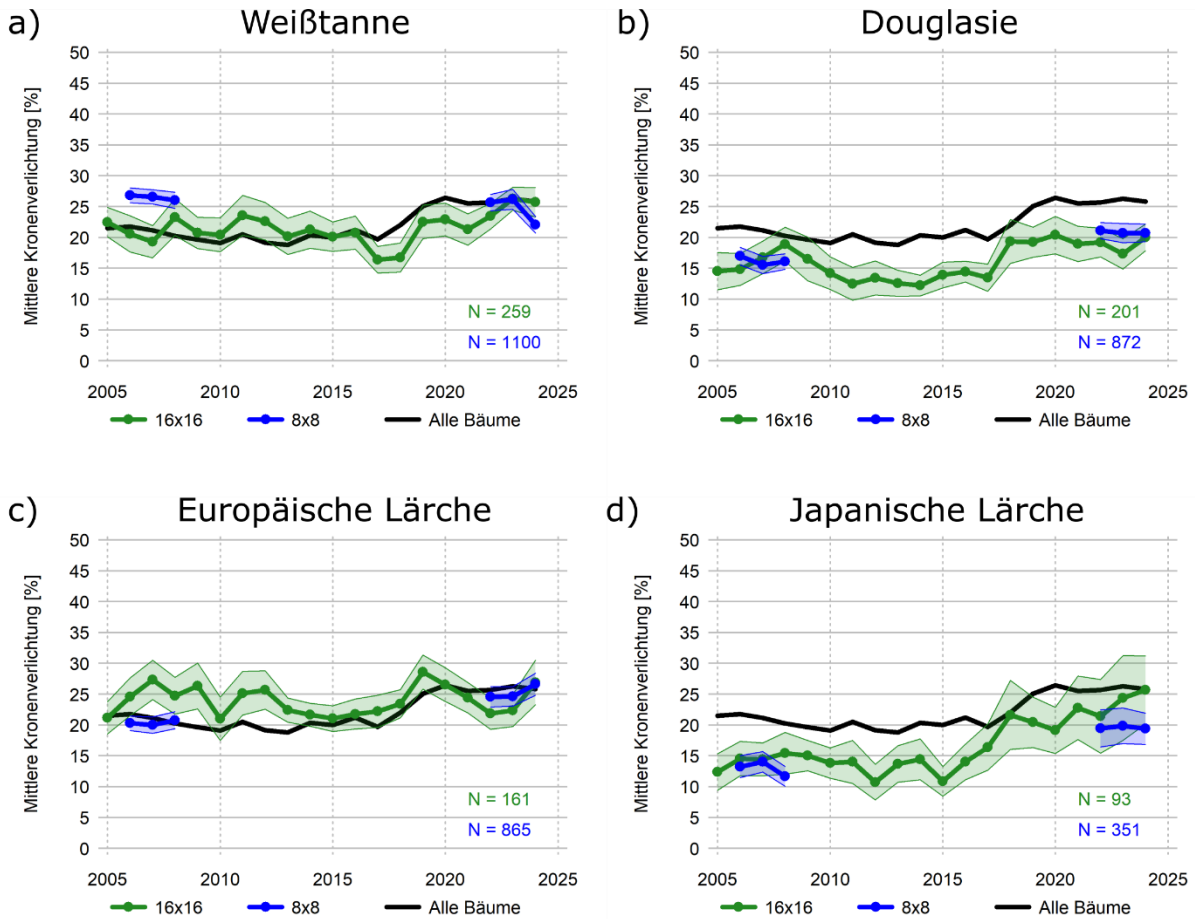 a) Weißtanne
Mittlere Kronenverlichtung [%]
50
45
40
35
30
25
20
15
10
5
0
N = 259
N = 1100
2005 2010 2015 2020 2025
16x16 8x8 Alle Bäume
b) Douglasie
Mittlere Kronenverlichtung [%]
50
45
40
35
30
25
20
15
10
5
0
N = 201
N = 872
2005 2010 2015 2020 2025
16x16 8x8 Alle Bäume
c) Europäische Lärche
Mittlere Kronenverlichtung [%]
50
45
40
35
30
25
20
15
10
5
0
N = 161
N = 865
2005 2010 2015 2020 2025
16x16 8x8 Alle Bäume
d) Japanische Lärche
Mittlere Kronenverlichtung [%]
50
45
40
35
30
25
20
15
10
5
0
N = 93
N = 351
2005 2010 2015 2020 2025
16x16 8x8 Alle Bäume